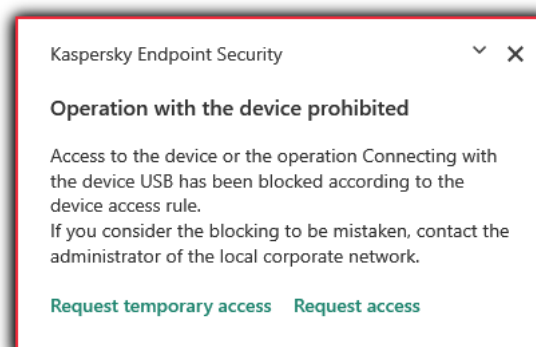 Kaspersky Endpoint Security
Operation with the device prohibited
Access to the device or the operation Connecting with
the device USB has been blocked according to the
device access rule.
If you consider the blocking to be mistaken, contact the
administrator of the local corporate network.
Request temporary access Request access